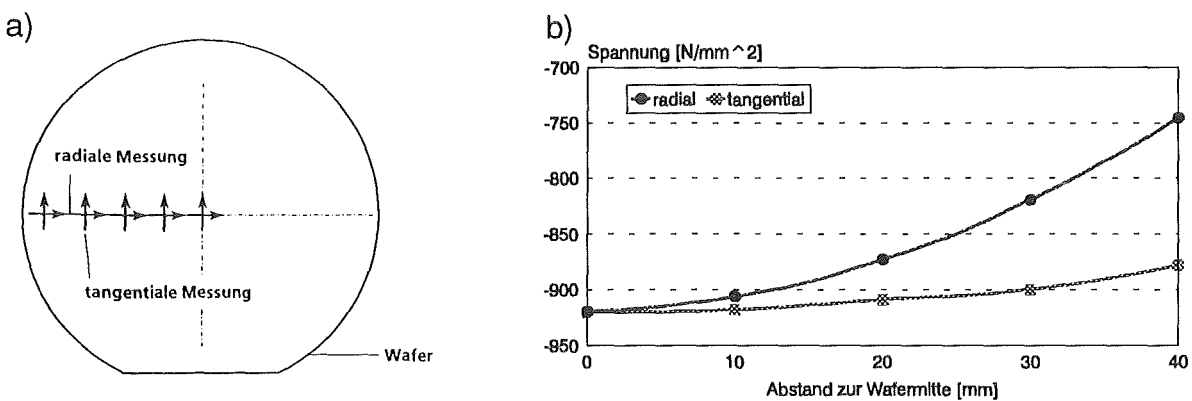 a)
radiale Messung
tangentiale Messung
Wafer
b)
Spannung [N/mm^2]
-700
radial tangential
-750
-800
-850
-900
-950
0 10 20 30 40
Abstand zur Wafermitte [mm]